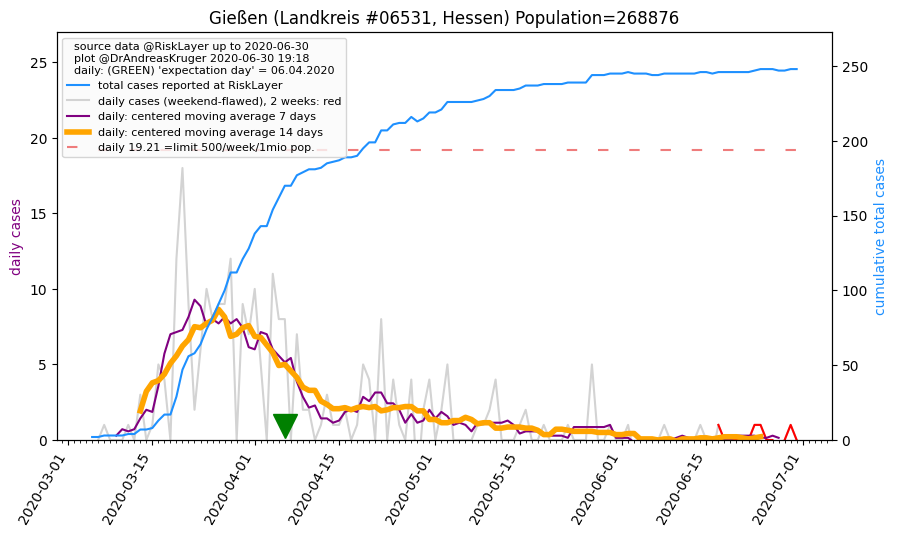 Gießen (Landkreis #06531, Hessen) Population=268876
source data @RiskLayer up to 2020-06-30
plot @DrAndreasKruger 2020-06-30 19:18
daily: (GREEN) 'expectation day' = 06.04.2020
total cases reported at RiskLayer
daily cases (weekend-flawed), 2 weeks: red
daily: centered moving average 7 days
daily: centered moving average 14 days
daily 19.21 =limit 500/week/1mio pop.
daily cases
25
20
15
10
5
0
cumulative total cases
250
200
150
100
50
0
2020-03-01
2020-03-15
2020-04-01
2020-04-15
2020-05-01
2020-05-15
2020-06-01
2020-06-15
2020-07-01